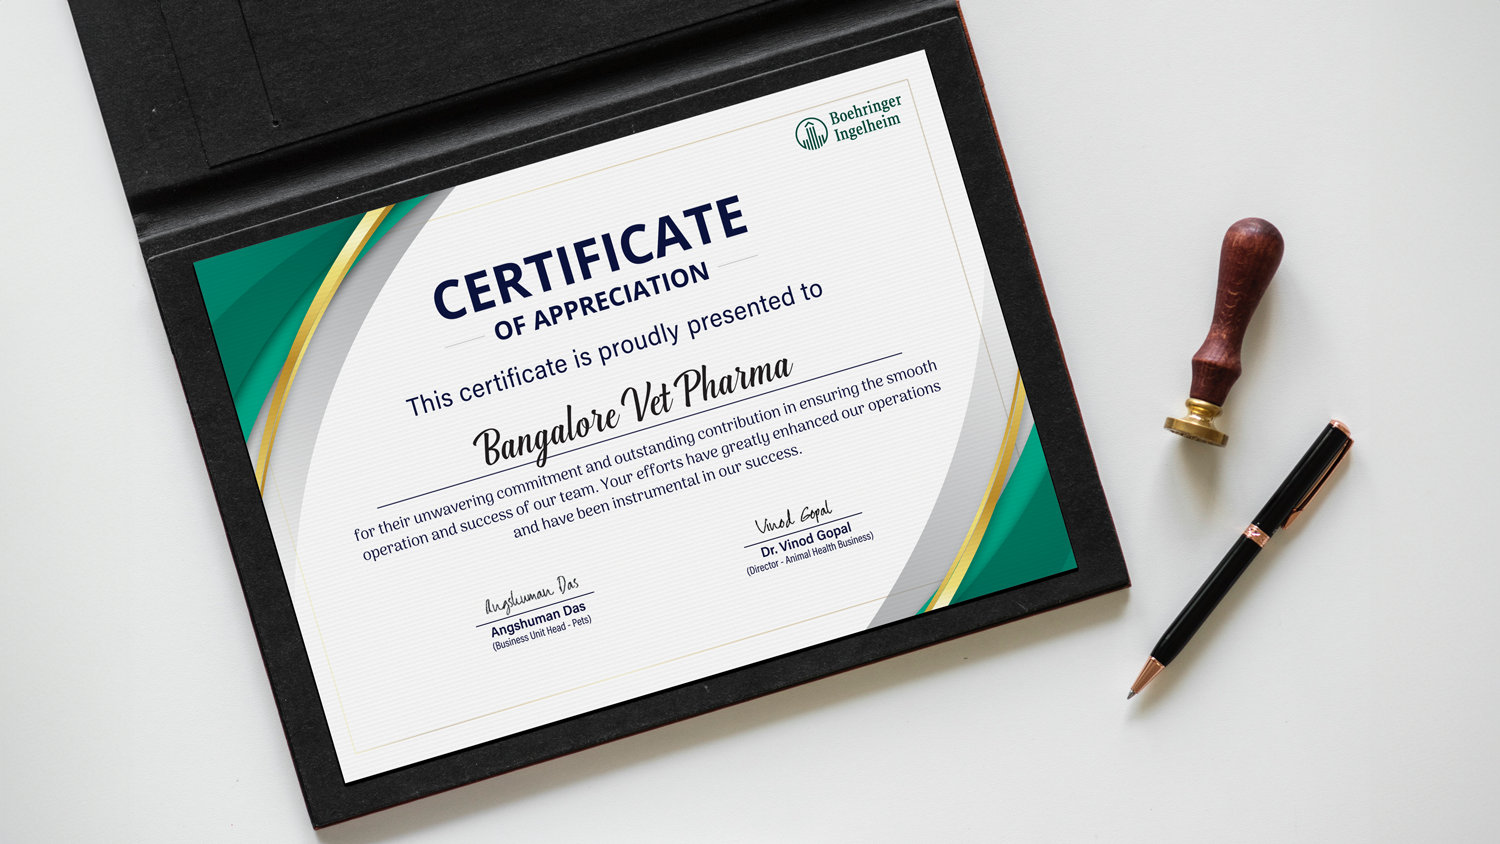 Boehringer
Ingelheim
CERTIFICATE
OF APPRECIATION
This certificate is proudly presented to
Bangalore Vet Pharma
for their unwavering commitment and outstanding contribution in ensuring the smooth
operation and success of our team. Your efforts have greatly enhanced our operations
and have been instrumental in our success.
Vinod Gopal
Dr. Vinod Gopal
(Director - Animal Health Business)
Angshuman Das
Angshuman Das
(Business Unit Head - Pets)